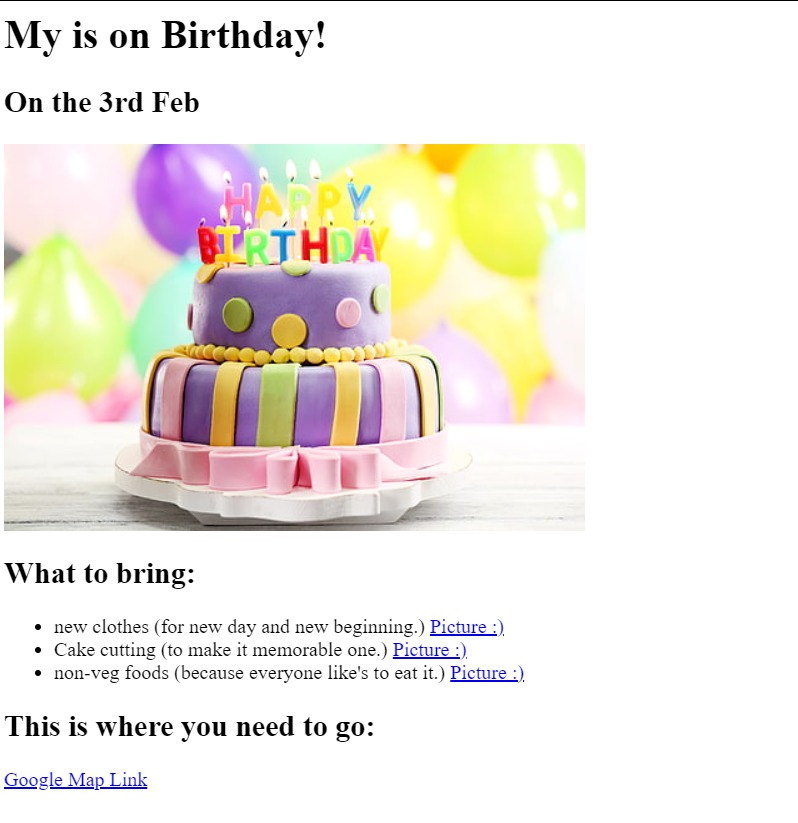 My is on Birthday!
On the 3rd Feb
HAPPY
BIRTHDAY
What to bring:
new clothes (for new day and new beginning.) Picture :)
Cake cutting (to make it memorable one.) Picture :)
non-veg foods (because everyone like's to eat it.) Picture :)
This is where you need to go:
Google Map Link